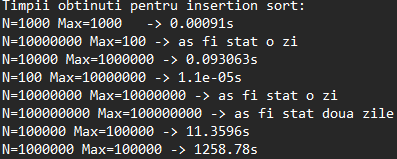 Timpii obtinuti pentru insertion sort:
N=1000 Max=1000   -> 0.00091s
N=10000000 Max=100 -> as fi stat o zi
N=10000 Max=1000000 -> 0.093063s
N=100 Max=10000000 -> 1.1e-05s
N=10000000 Max=10000000 -> as fi stat o zi
N=100000000 Max=100000000 -> as fi stat doua zile
N=100000 Max=100000 -> 11.3596s
N=1000000 Max=100000 -> 1258.78s